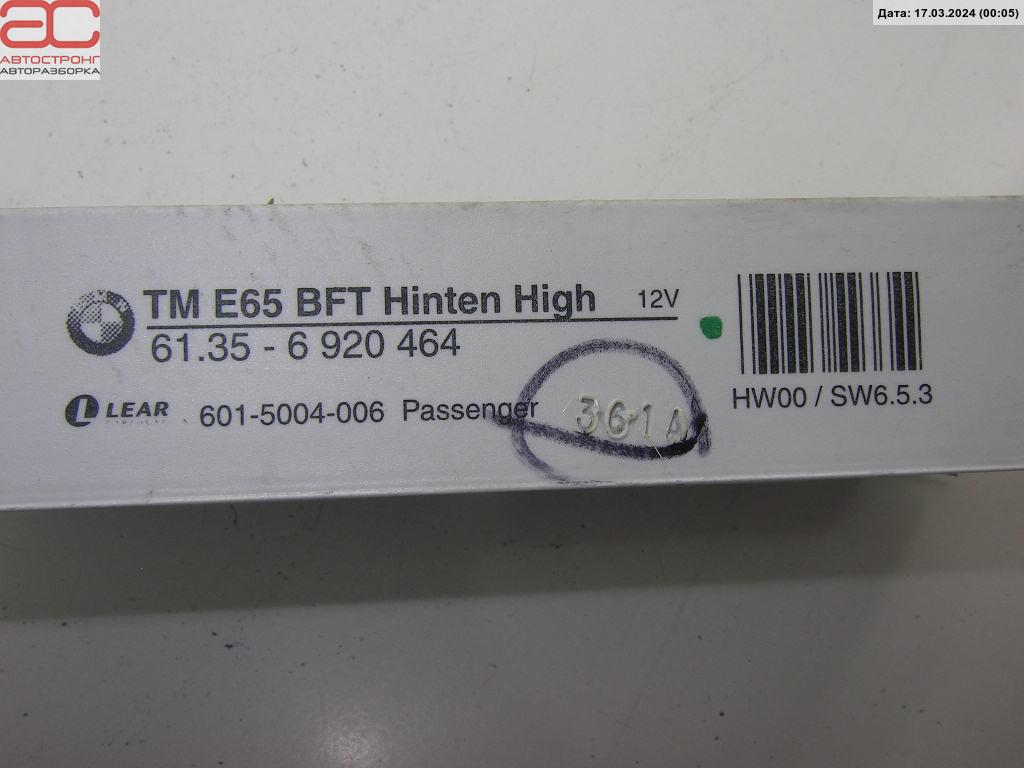 АВТОСТРОНГ
АВТОРАЗБОРКА
Дата: 17.03.2024 (00:05)
TM E65 BFT Hinten High 12V
61.35 - 6 920 464
LEAR 601-5004-006 Passenger
361A
HW00 / SW6.5.3